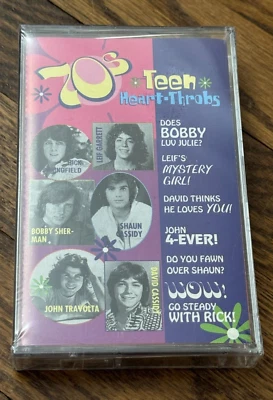 70s
Teen
Heart-Throbs
RICK
SPRINGFIELD
LEIF GARRETT
BOBBY SHER-
MAN
SHAUN
CASSIDY
JOHN TRAVOLTA
DAVID CASSIDY
DOES
BOBBY
LUV JULIE?
LEIF'S
MYSTERY
GIRL!
DAVID THINKS
HE LOVES YOU!
JOHN
4-EVER!
DO YOU FAWN
OVER SHAUN?
WOW!
GO STEADY
WITH RICK!